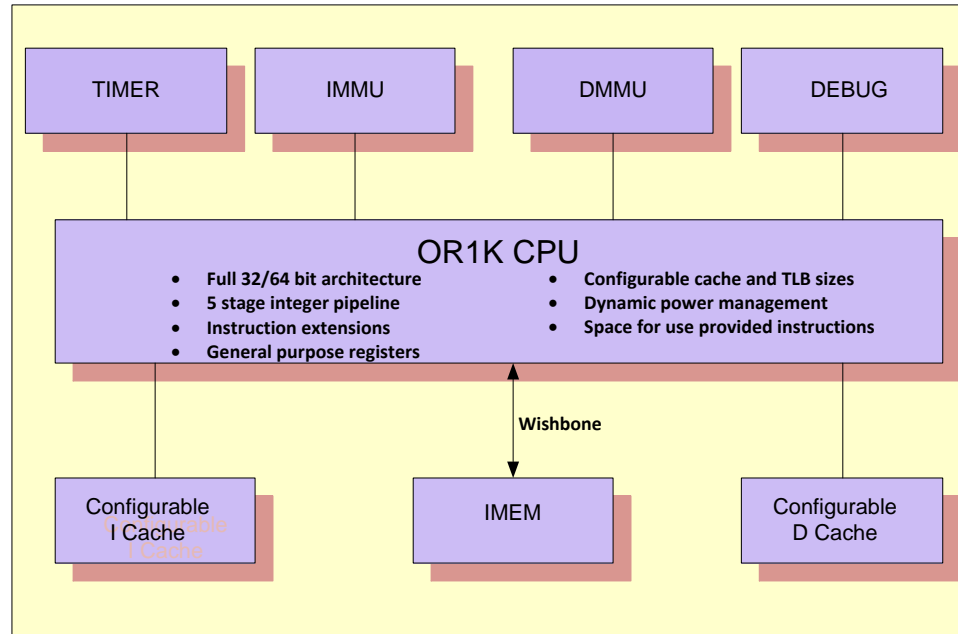 TIMER
IMMU
DMMU
DEBUG
OR1K CPU
• Full 32/64 bit architecture
• 5 stage integer pipeline
• Instruction extensions
• General purpose registers
• Configurable cache and TLB sizes
• Dynamic power management
• Space for use provided instructions
Wishbone
Configurable
I Cache
Configurable
I Cache
IMEM
Configurable
D Cache